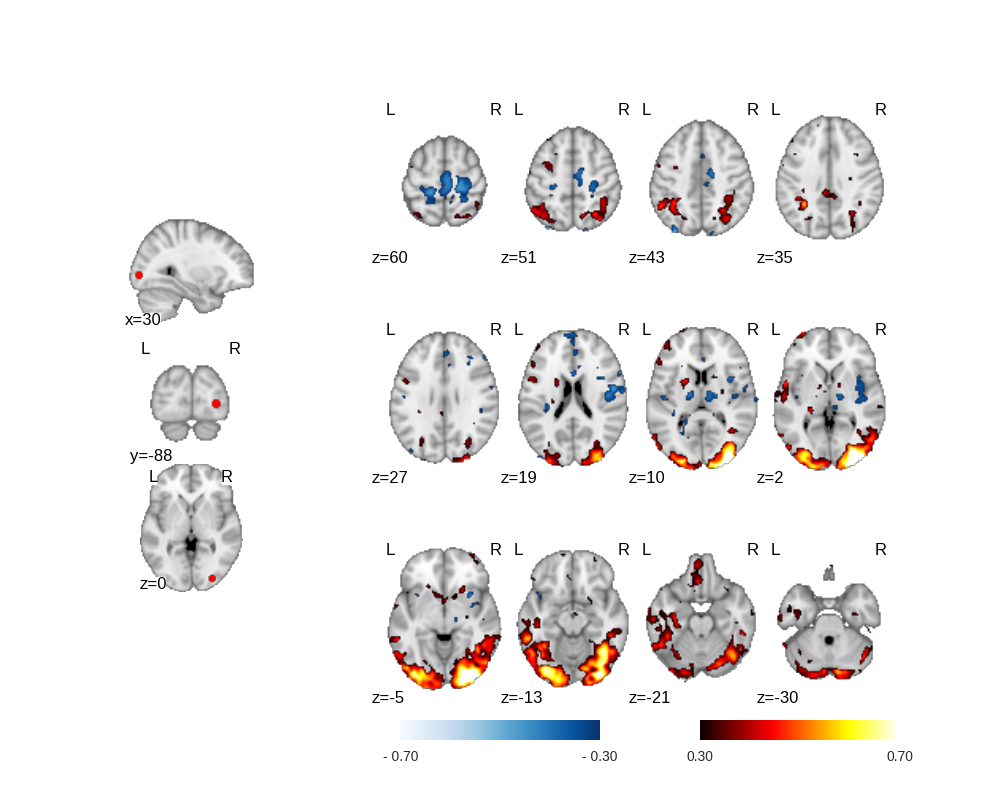 L R L R L R L R
z=60 z=51 z=43 z=35
x=30
L R
y=-88
L R
z=0
L R L R L R L R
z=27 z=19 z=10 z=2
L R L R L R L R
z=-5 z=-13 z=-21 z=-30
- 0.70 - 0.30 0.30 0.70